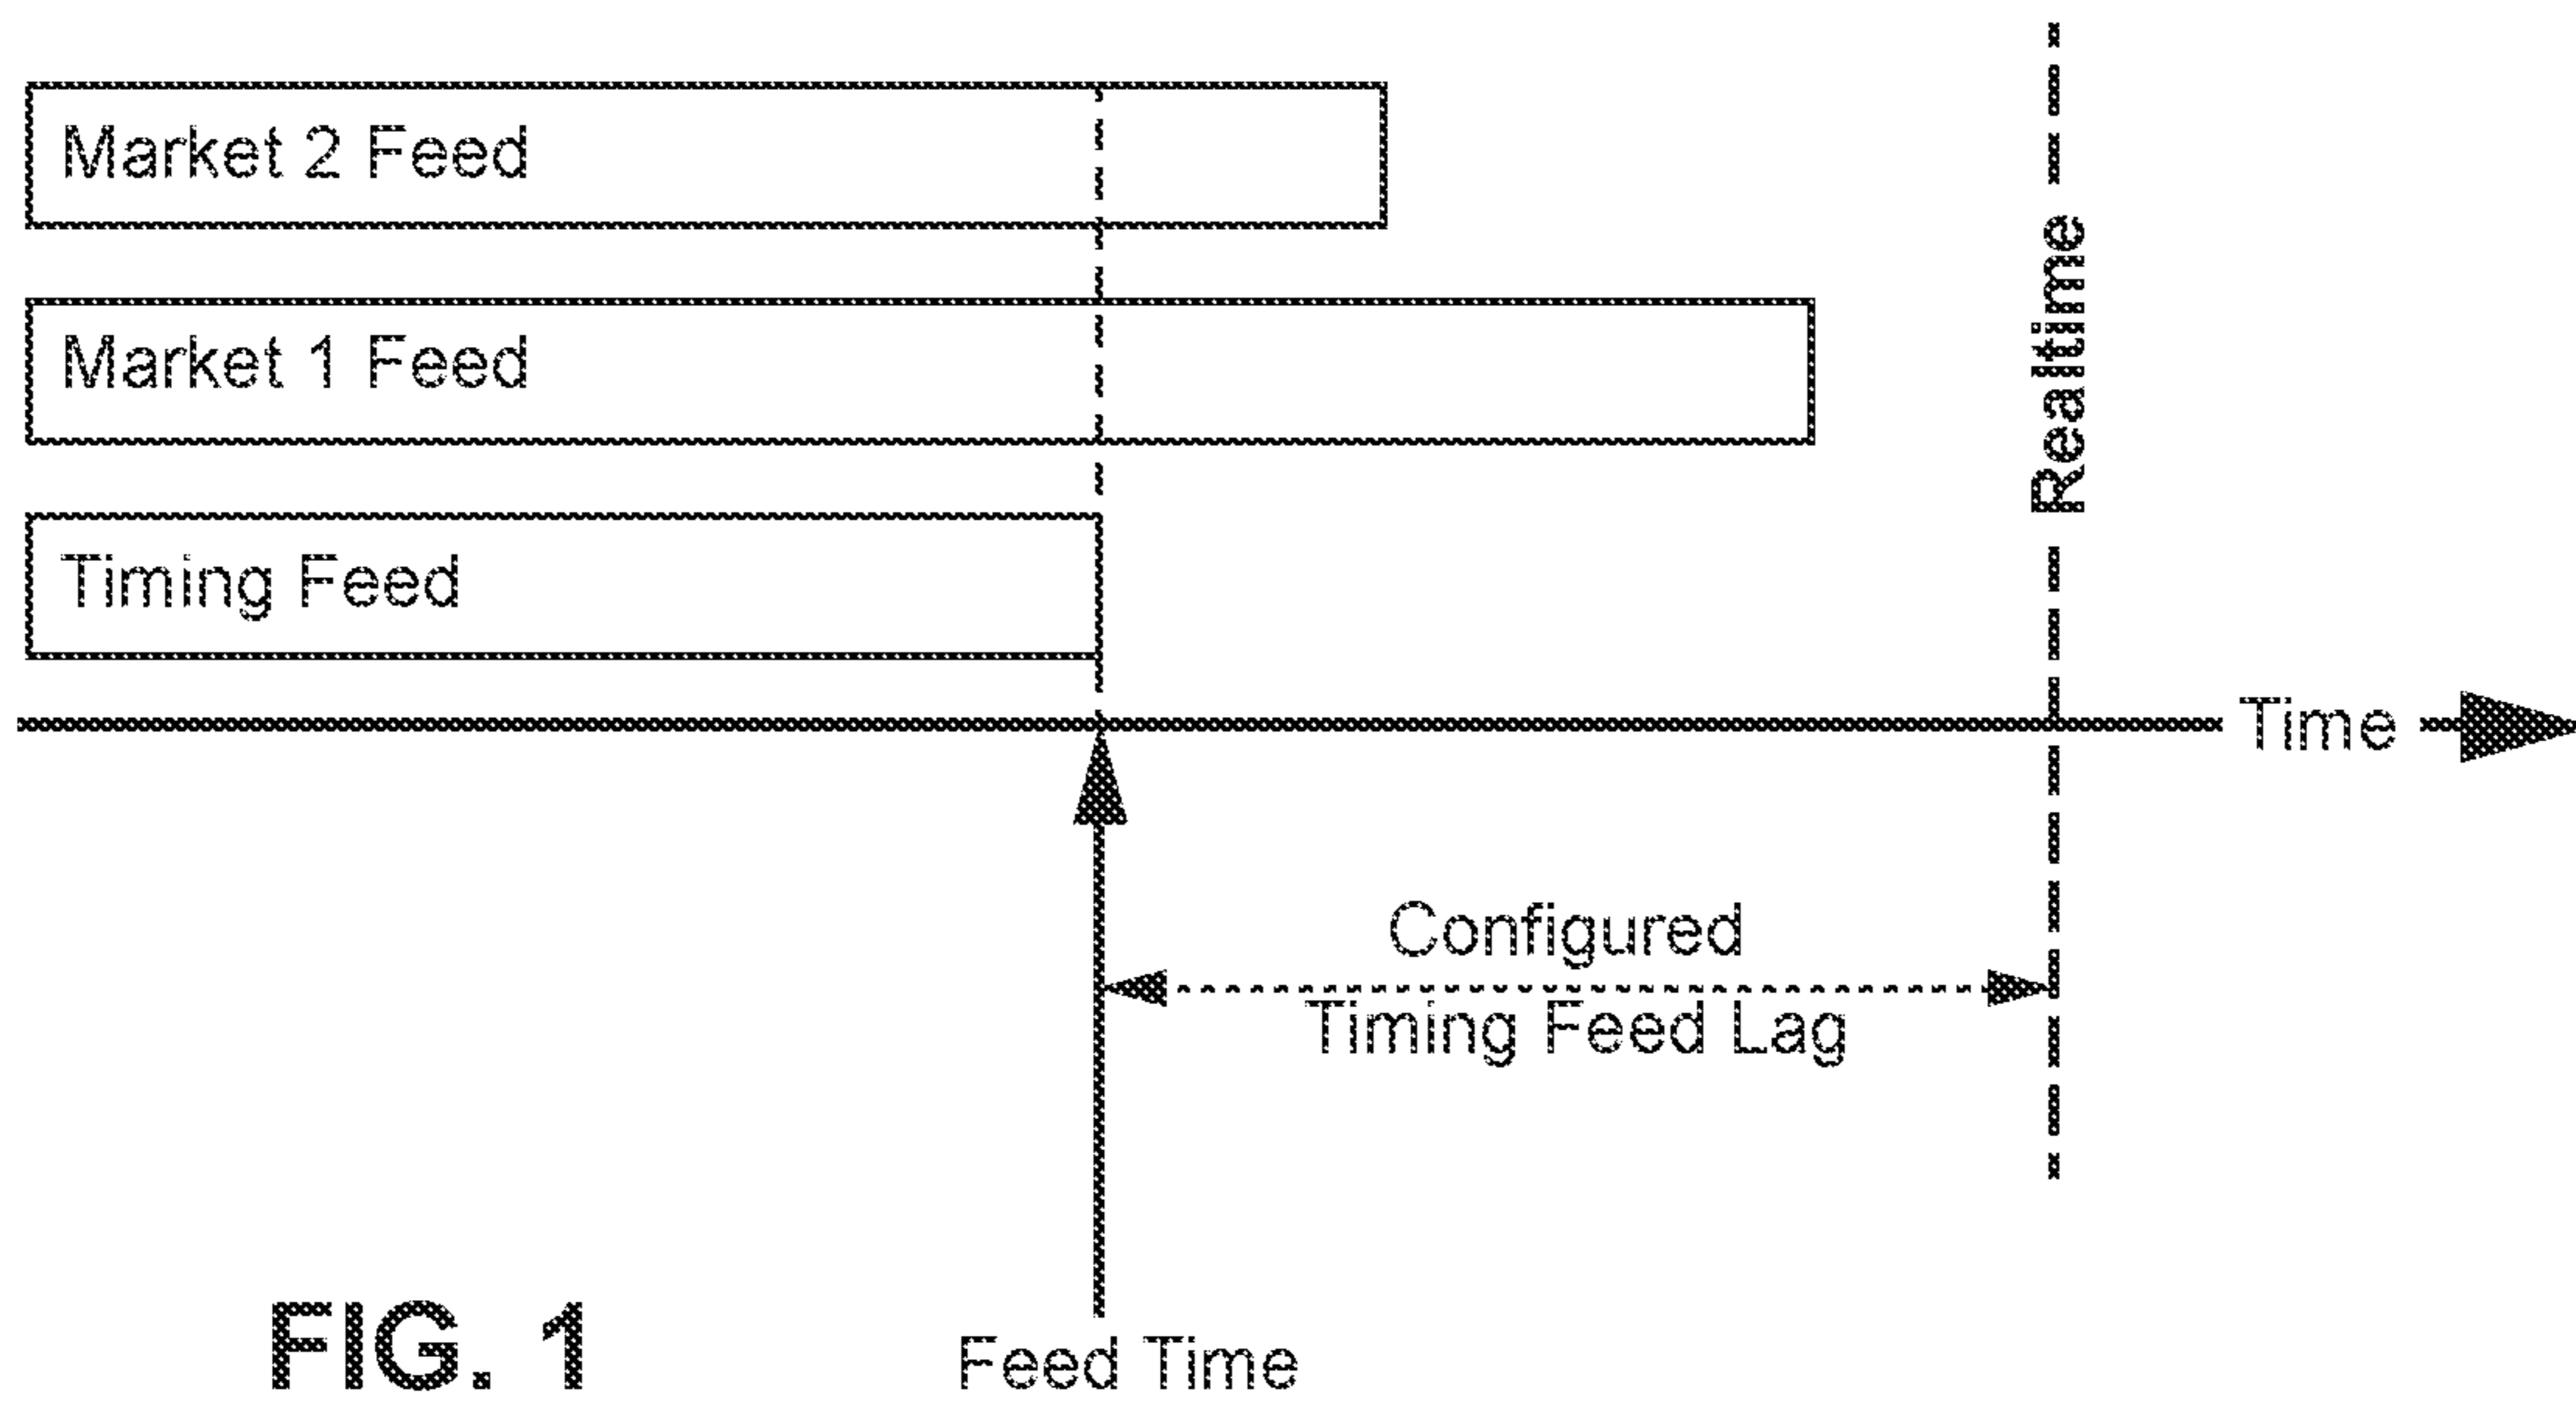 Market 2 Feed
Market 1 Feed
Realtime
Timing Feed
Time
Configured
Timing Feed Lag
Feed Time
FIG. 1